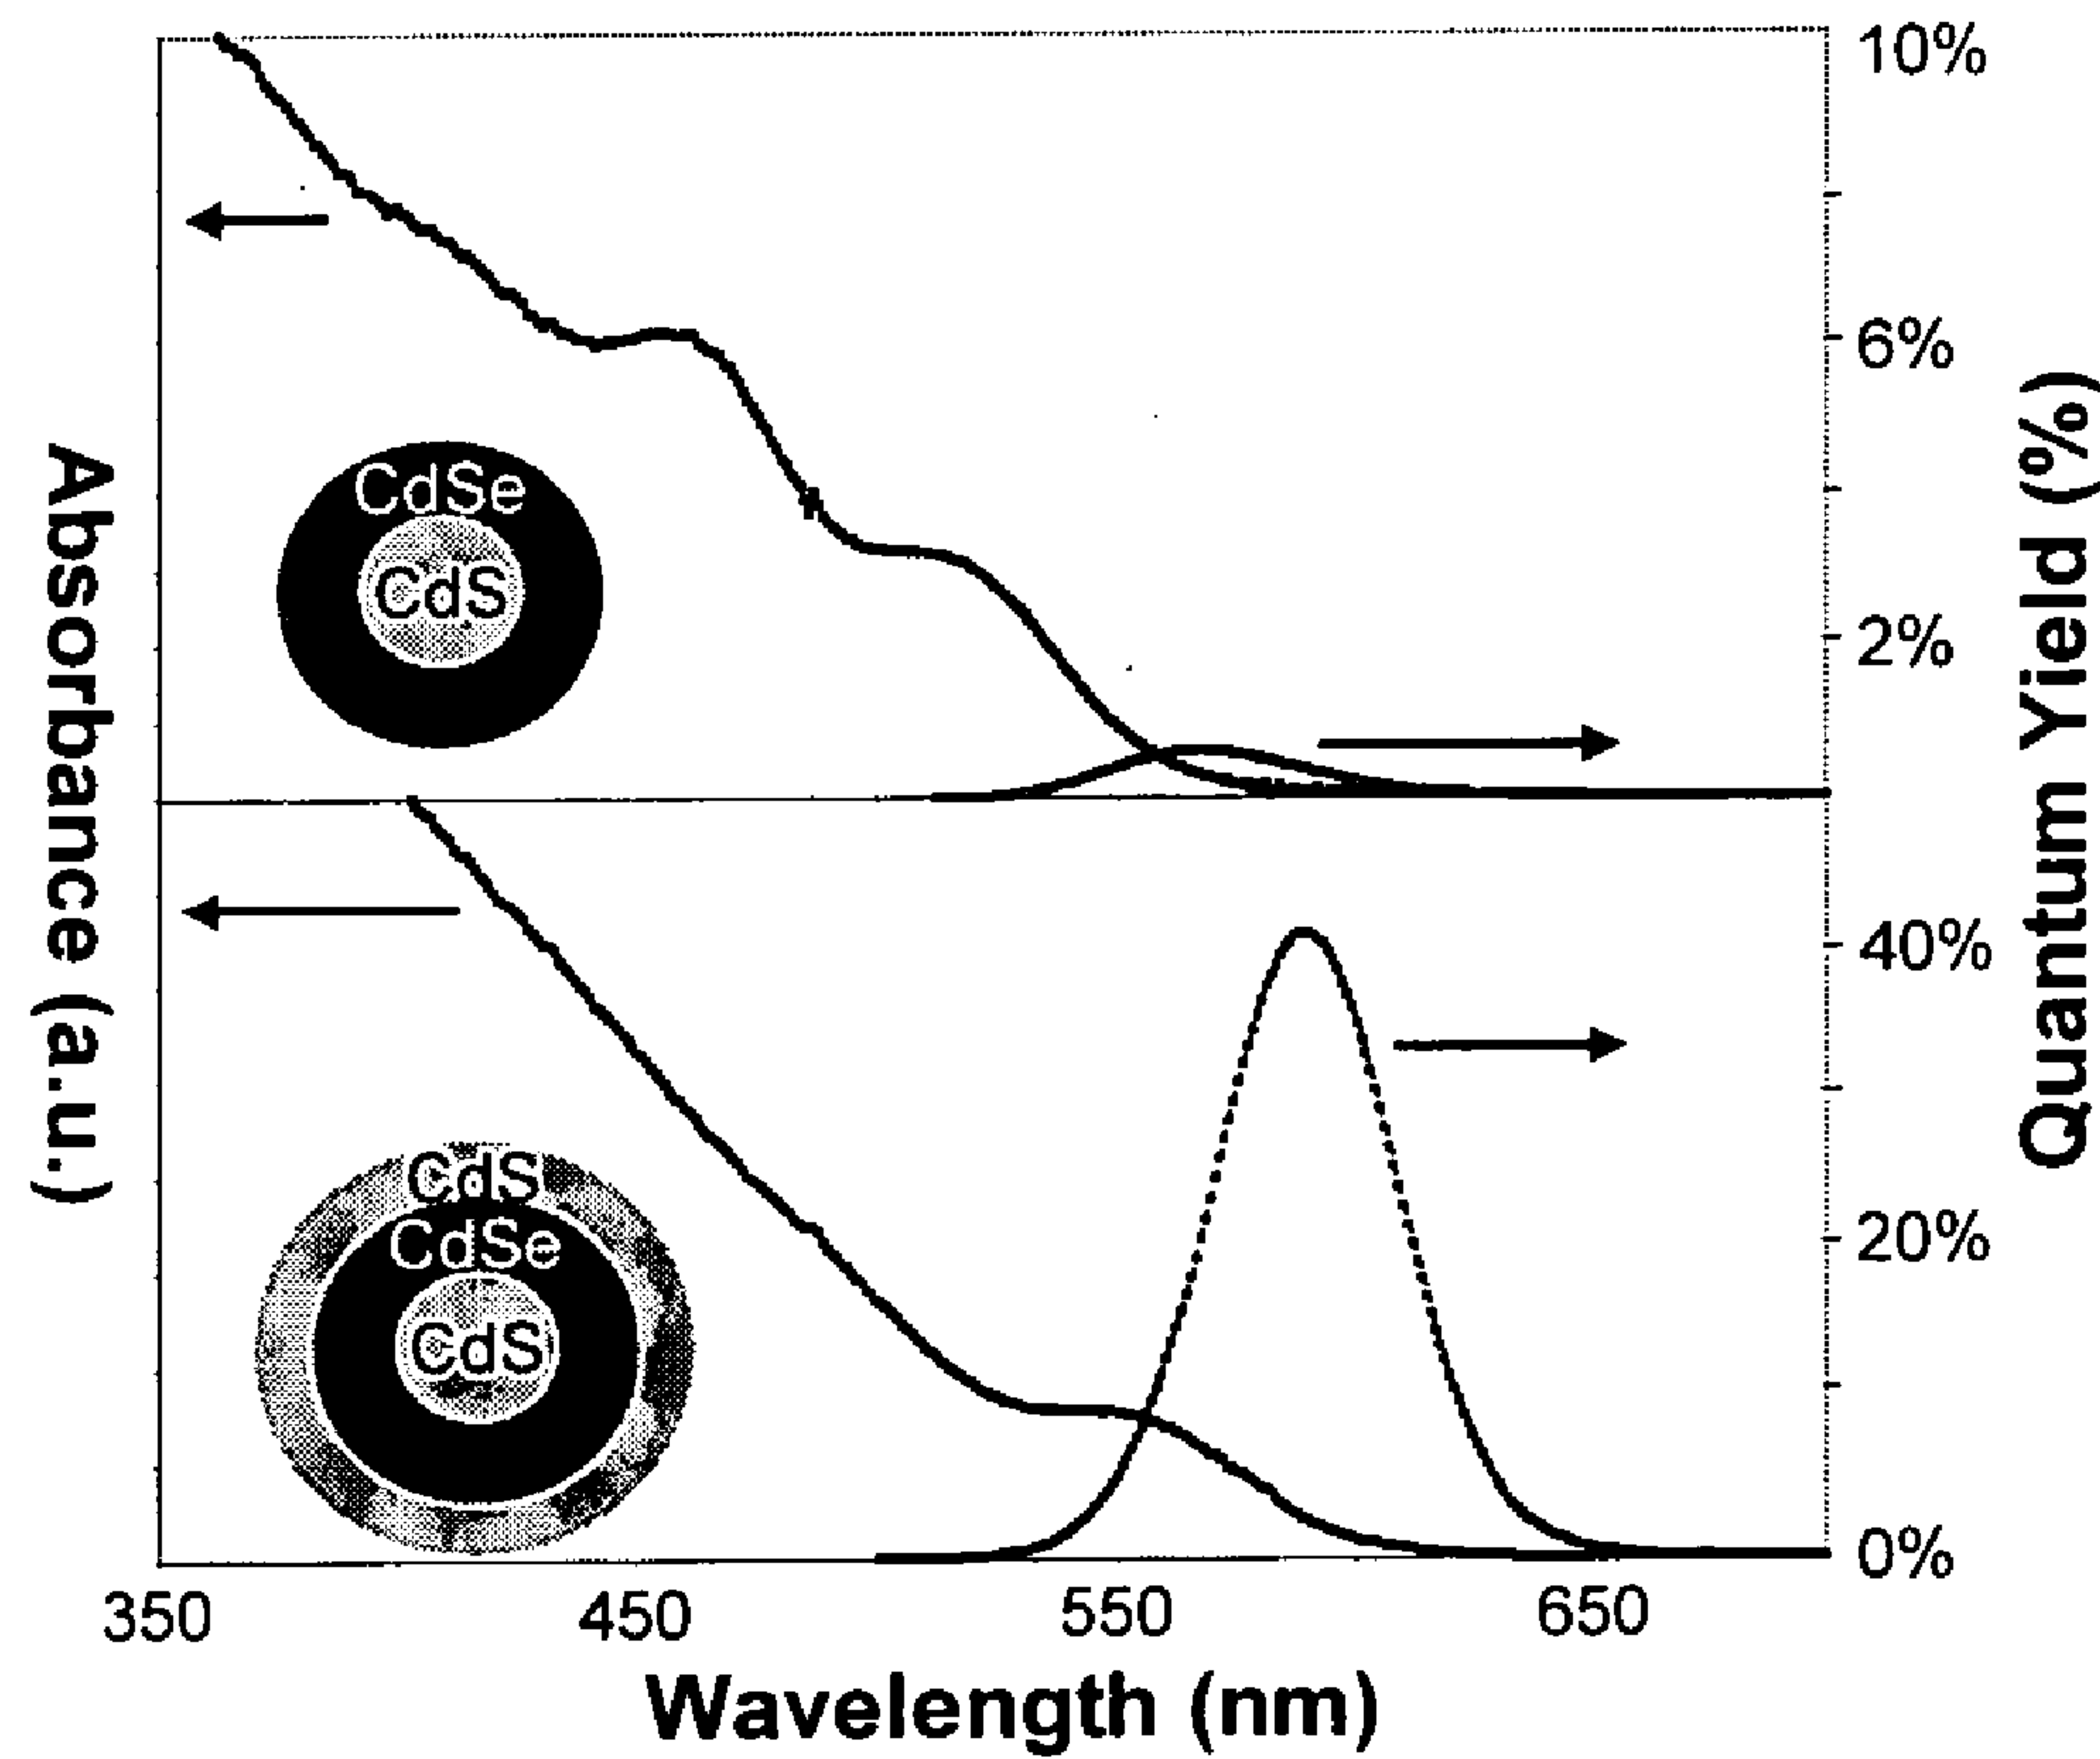 10%
6%
2%
CdSe
CdS
Absorbance (a.u.)
Quantum Yield (%)
40%
20%
0%
CdS
CdSe
CdS
350 450 550 650
Wavelength (nm)